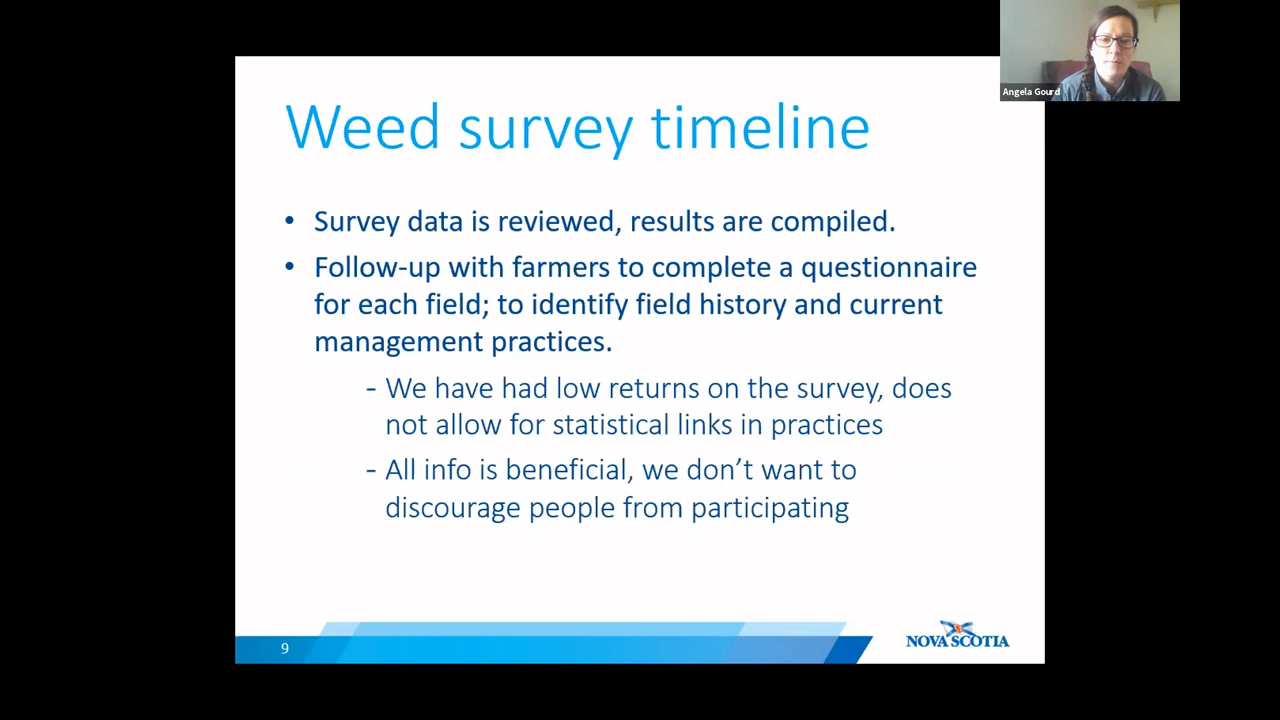 Angela Gourd
Weed survey timeline
• Survey data is reviewed, results are compiled.
• Follow-up with farmers to complete a questionnaire
for each field; to identify field history and current
management practices.
- We have had low returns on the survey, does
not allow for statistical links in practices
- All info is beneficial, we don’t want to
discourage people from participating
9
NOVA SCOTIA